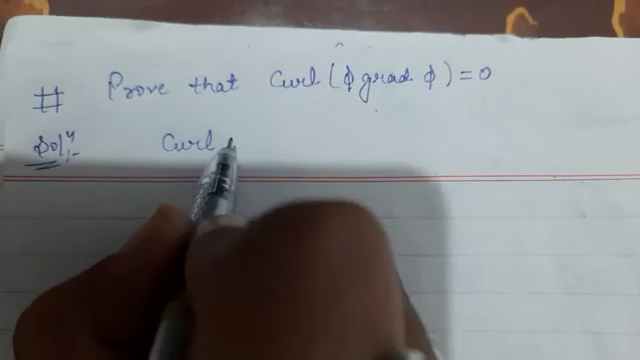 # Prove that Curl (ϕ grad ϕ) = 0
Solⁿ:- Curl